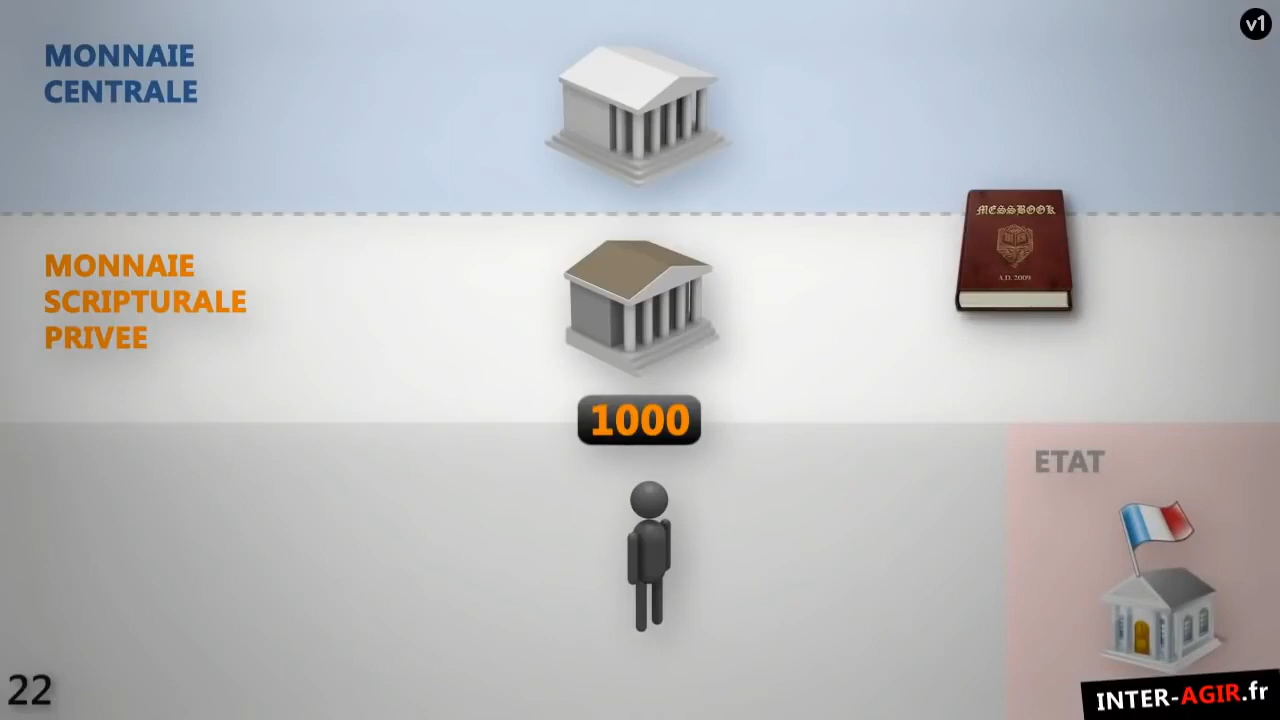 v1
MONNAIE
CENTRALE
MESSBOOK
A.D. 2009
MONNAIE
SCRIPTURALE
PRIVEE
1000
ETAT
22
INTER-AGIR.fr